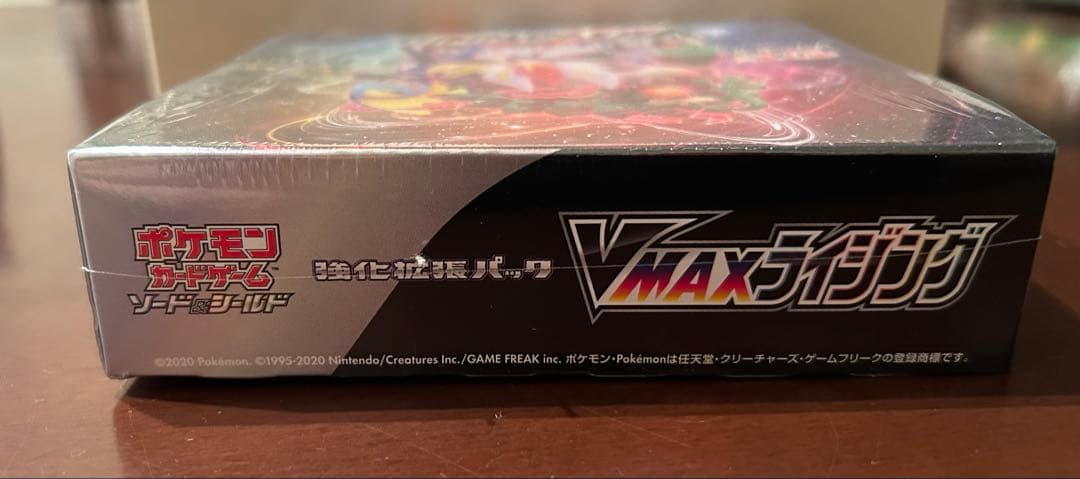 ポケモン
カードゲーム
ソード&シールド
強化拡張パック
VMAXライジング
©2020 Pokémon. ©1995-2020 Nintendo/Creatures Inc./GAME FREAK inc. ポケモン・Pokémonは任天堂・クリーチャーズ・ゲームフリークの登録商標です。